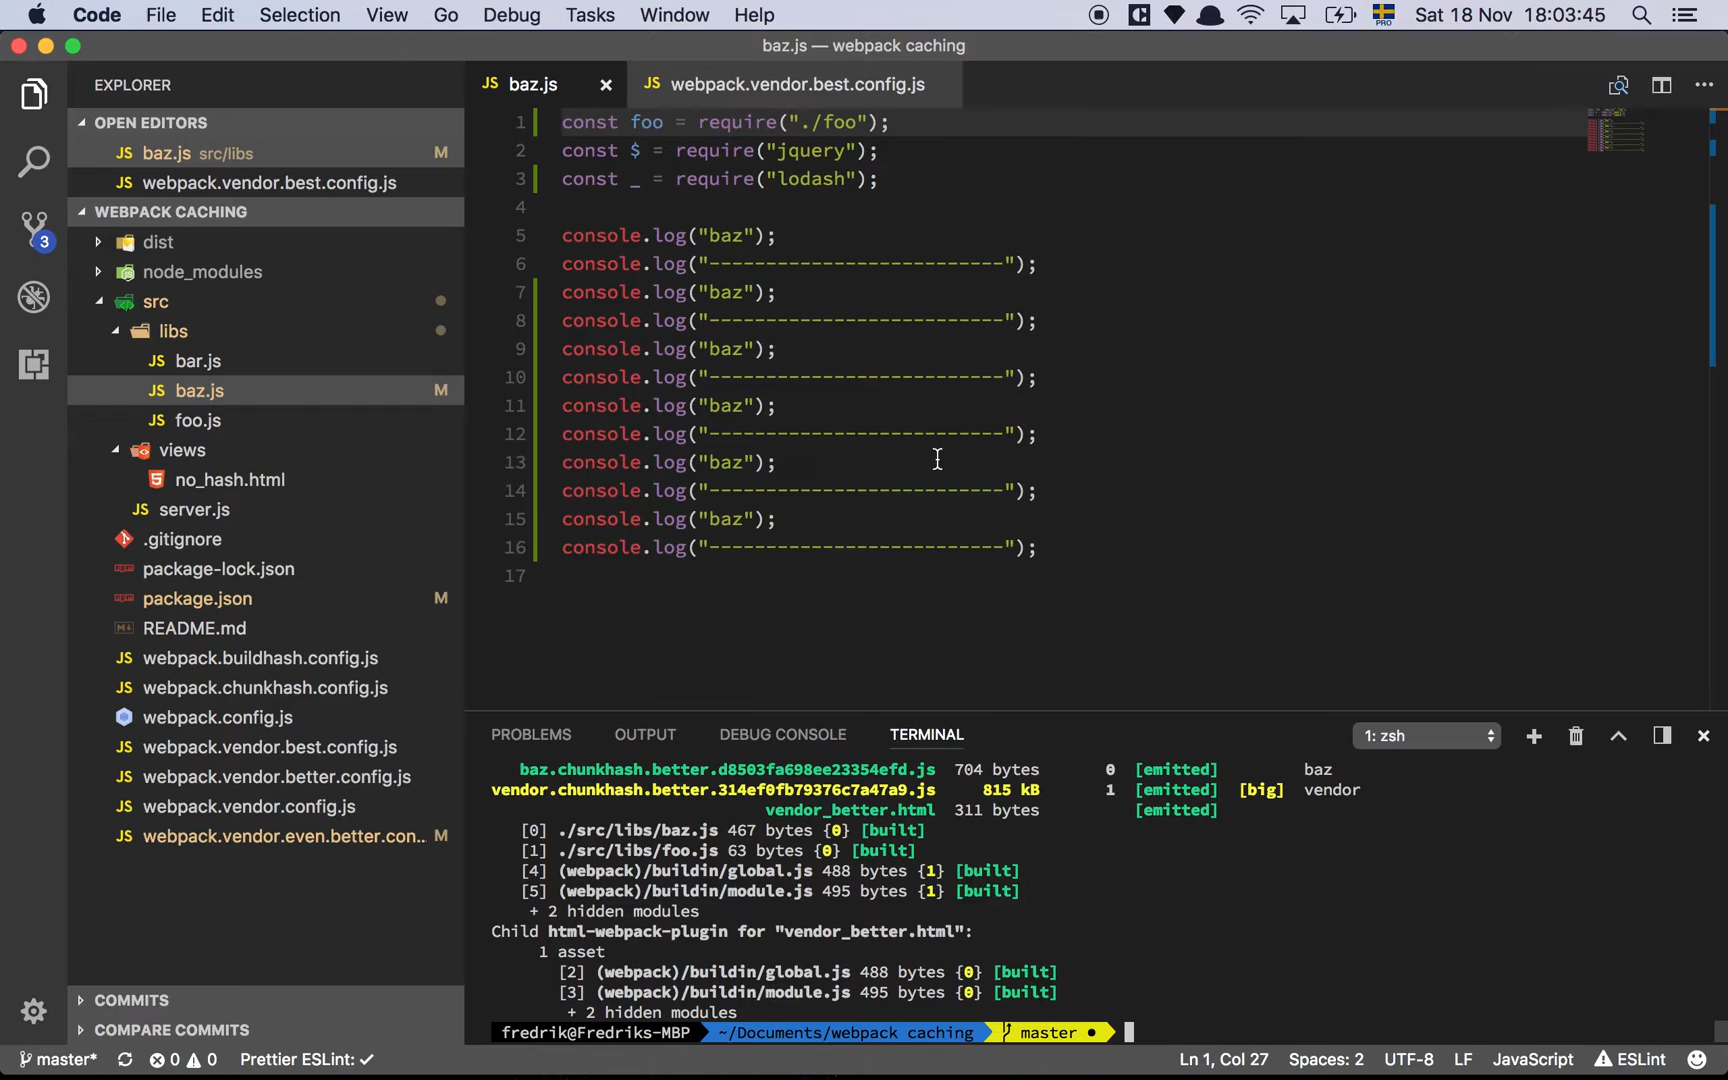 Code File Edit Selection View Go Debug Tasks Window Help PRO Sat 18 Nov 18:03:45
baz.js — webpack caching
EXPLORER
JS baz.js JS webpack.vendor.best.config.js
OPEN EDITORS
JS baz.js src/libs M
webpack.vendor.best.config.js
WEBPACK CACHING
dist
node_modules
src
libs
JS bar.js
JS baz.js M
JS foo.js
views
no_hash.html
JS server.js
.gitignore
package-lock.json
package.json M
README.md
JS webpack.buildhash.config.js
JS webpack.chunkhash.config.js
webpack.config.js
JS webpack.vendor.best.config.js
JS webpack.vendor.better.config.js
JS webpack.vendor.config.js
JS webpack.vendor.even.better.con... M
COMMITS
COMPARE COMMITS
3
1 const foo = require("./foo");
2 const $ = require("jquery");
3 const _ = require("lodash");
4
5 console.log("baz");
6 console.log("--------------------------");
7 console.log("baz");
8 console.log("--------------------------");
9 console.log("baz");
10 console.log("--------------------------");
11 console.log("baz");
12 console.log("--------------------------");
13 console.log("baz");
14 console.log("--------------------------");
15 console.log("baz");
16 console.log("--------------------------");
17
PROBLEMS OUTPUT DEBUG CONSOLE TERMINAL 1: zsh
baz.chunkhash.better.d8503fa698ee23354efd.js 704 bytes 0 [emitted] baz
vendor.chunkhash.better.314ef0fb79376c7a47a9.js 815 kB 1 [emitted] [big] vendor
vendor_better.html 311 bytes [emitted]
[0] ./src/libs/baz.js 467 bytes {0} [built]
[1] ./src/libs/foo.js 63 bytes {0} [built]
[4] (webpack)/buildin/global.js 488 bytes {1} [built]
[5] (webpack)/buildin/module.js 495 bytes {1} [built]
+ 2 hidden modules
Child html-webpack-plugin for "vendor_better.html":
1 asset
[2] (webpack)/buildin/global.js 488 bytes {0} [built]
[3] (webpack)/buildin/module.js 495 bytes {0} [built]
+ 2 hidden modules
fredrik@Fredriks-MBP ~/Documents/webpack caching master ●
master* 0 0 Prettier ESLint: ✓ Ln 1, Col 27 Spaces: 2 UTF-8 LF JavaScript ESLint